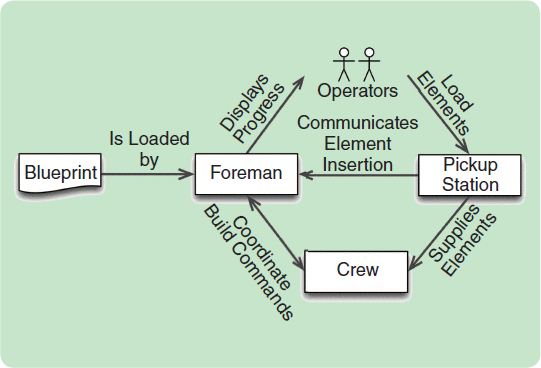 Displays
Progress
Operators
Load
Elements
Communicates
Element
Insertion
Is Loaded
by
Blueprint
Foreman
Pickup
Station
Coordinate
Build Commands
Crew
Supplies
Elements